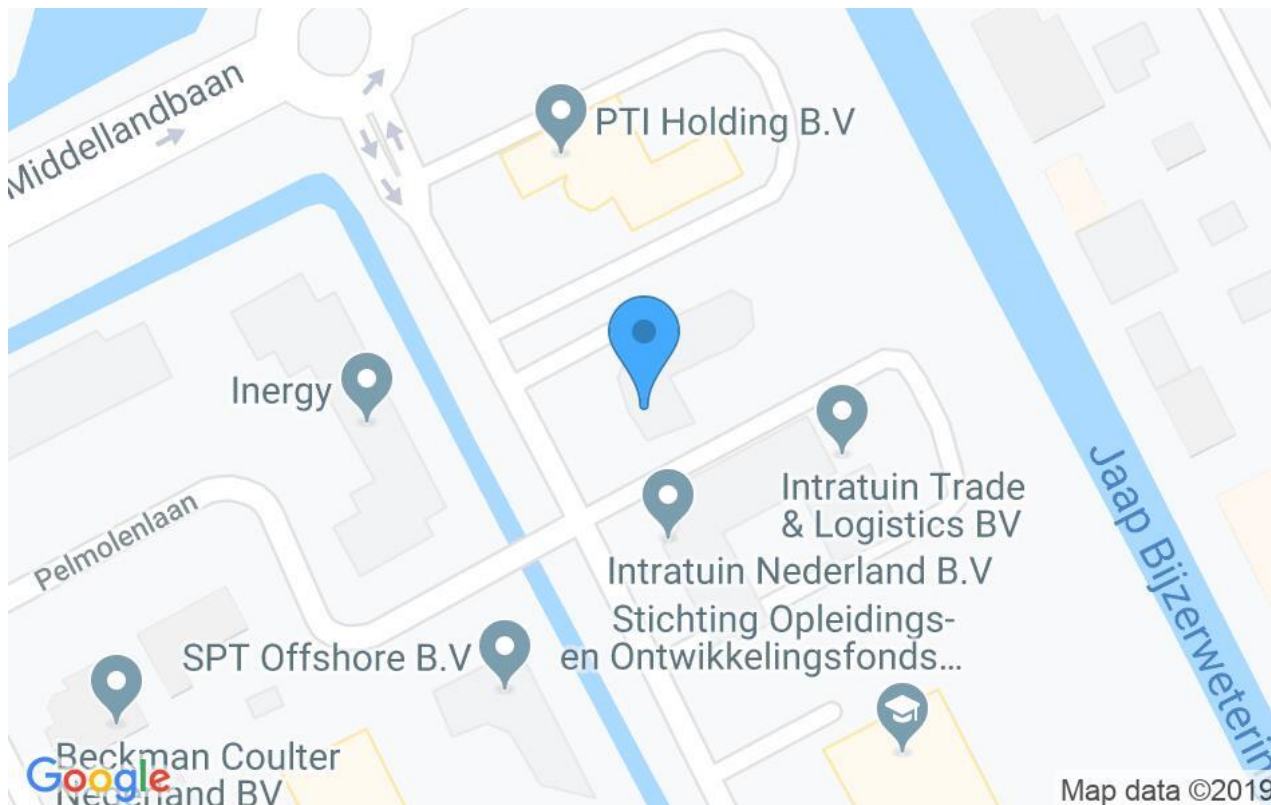 Middellandbaan
PTI Holding B.V
Inergy
Intratuin Trade
& Logistics BV
Jaap Bijzerwetering
Pelmolenlaan
Intratuin Nederland B.V
Stichting Opleidings-
en Ontwikkelingsfonds...
SPT Offshore B.V
Beckman Coulter
Nederland BV
Google
Map data ©2019